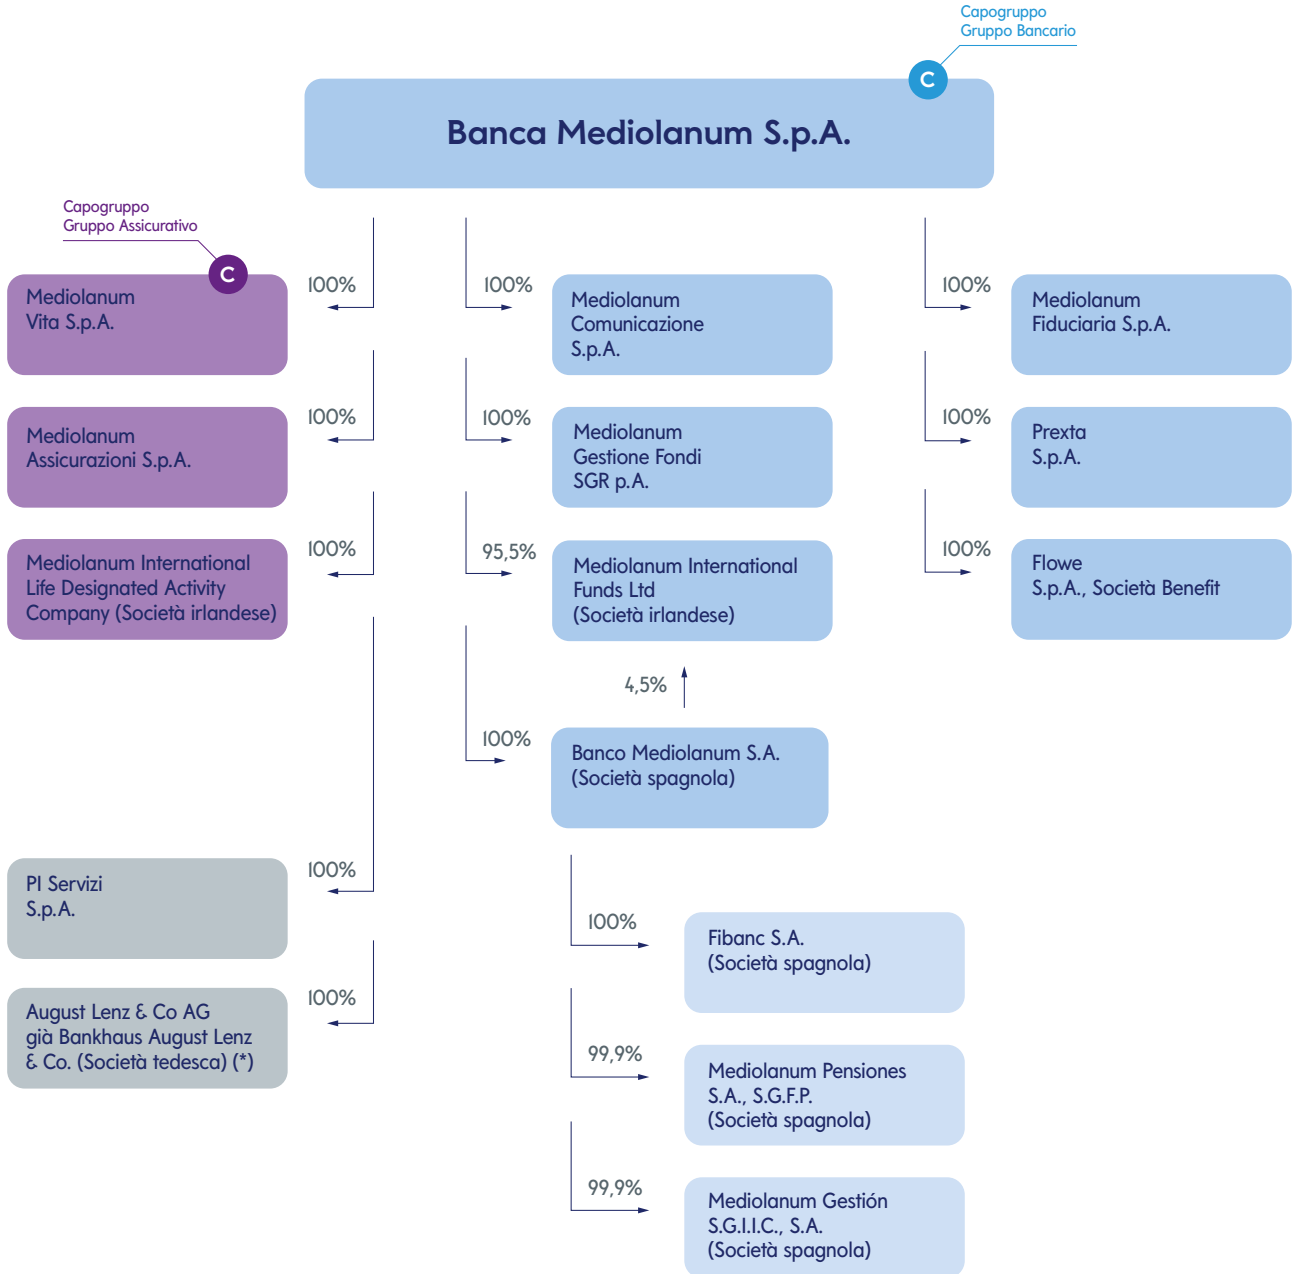 Capogruppo
Gruppo Bancario
C
Banca Mediolanum S.p.A.
Capogruppo
Gruppo Assicurativo
C
100%
Mediolanum
Vita S.p.A.
100%
Mediolanum
Comunicazione
S.p.A.
100%
Mediolanum
Fiduciaria S.p.A.
100%
Mediolanum
Assicurazioni S.p.A.
100%
Mediolanum
Gestione Fondi
SGR p.A.
100%
Prexta
S.p.A.
100%
Mediolanum International
Life Designated Activity
Company (Società irlandese)
95,5%
Mediolanum International
Funds Ltd
(Società irlandese)
100%
Flowe
S.p.A., Società Benefit
4,5%
100%
Banco Mediolanum S.A.
(Società spagnola)
100%
PI Servizi
S.p.A.
100%
Fibanc S.A.
(Società spagnola)
100%
August Lenz & Co AG
già Bankhaus August Lenz
& Co. (Società tedesca) (*)
99,9%
Mediolanum Pensiones
S.A., S.G.F.P.
(Società spagnola)
99,9%
Mediolanum Gestión
S.G.I.I.C., S.A.
(Società spagnola)